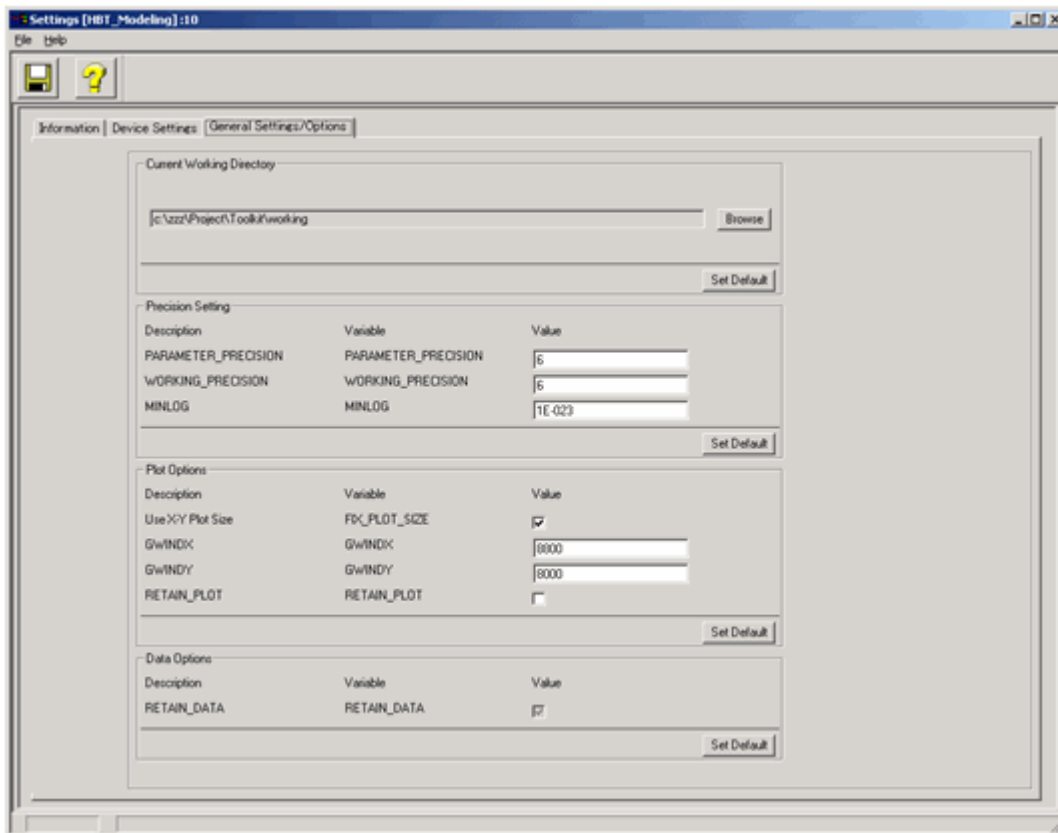 Settings [HBT_Modeling] :10
File Help
Information Device Settings General Settings/Options
Current Working Directory
c:\zzz\Project\Toolkit\working Browse
Set Default
Precision Setting
Description Variable Value
PARAMETER_PRECISION PARAMETER_PRECISION 6
WORKING_PRECISION WORKING_PRECISION 6
MINLOG MINLOG 1E-023
Set Default
Plot Options
Description Variable Value
Use X-Y Plot Size FIX_PLOT_SIZE
GWINDX GWINDX 8800
GWINDY GWINDY 8000
RETAIN_PLOT RETAIN_PLOT
Set Default
Data Options
Description Variable Value
RETAIN_DATA RETAIN_DATA
Set Default